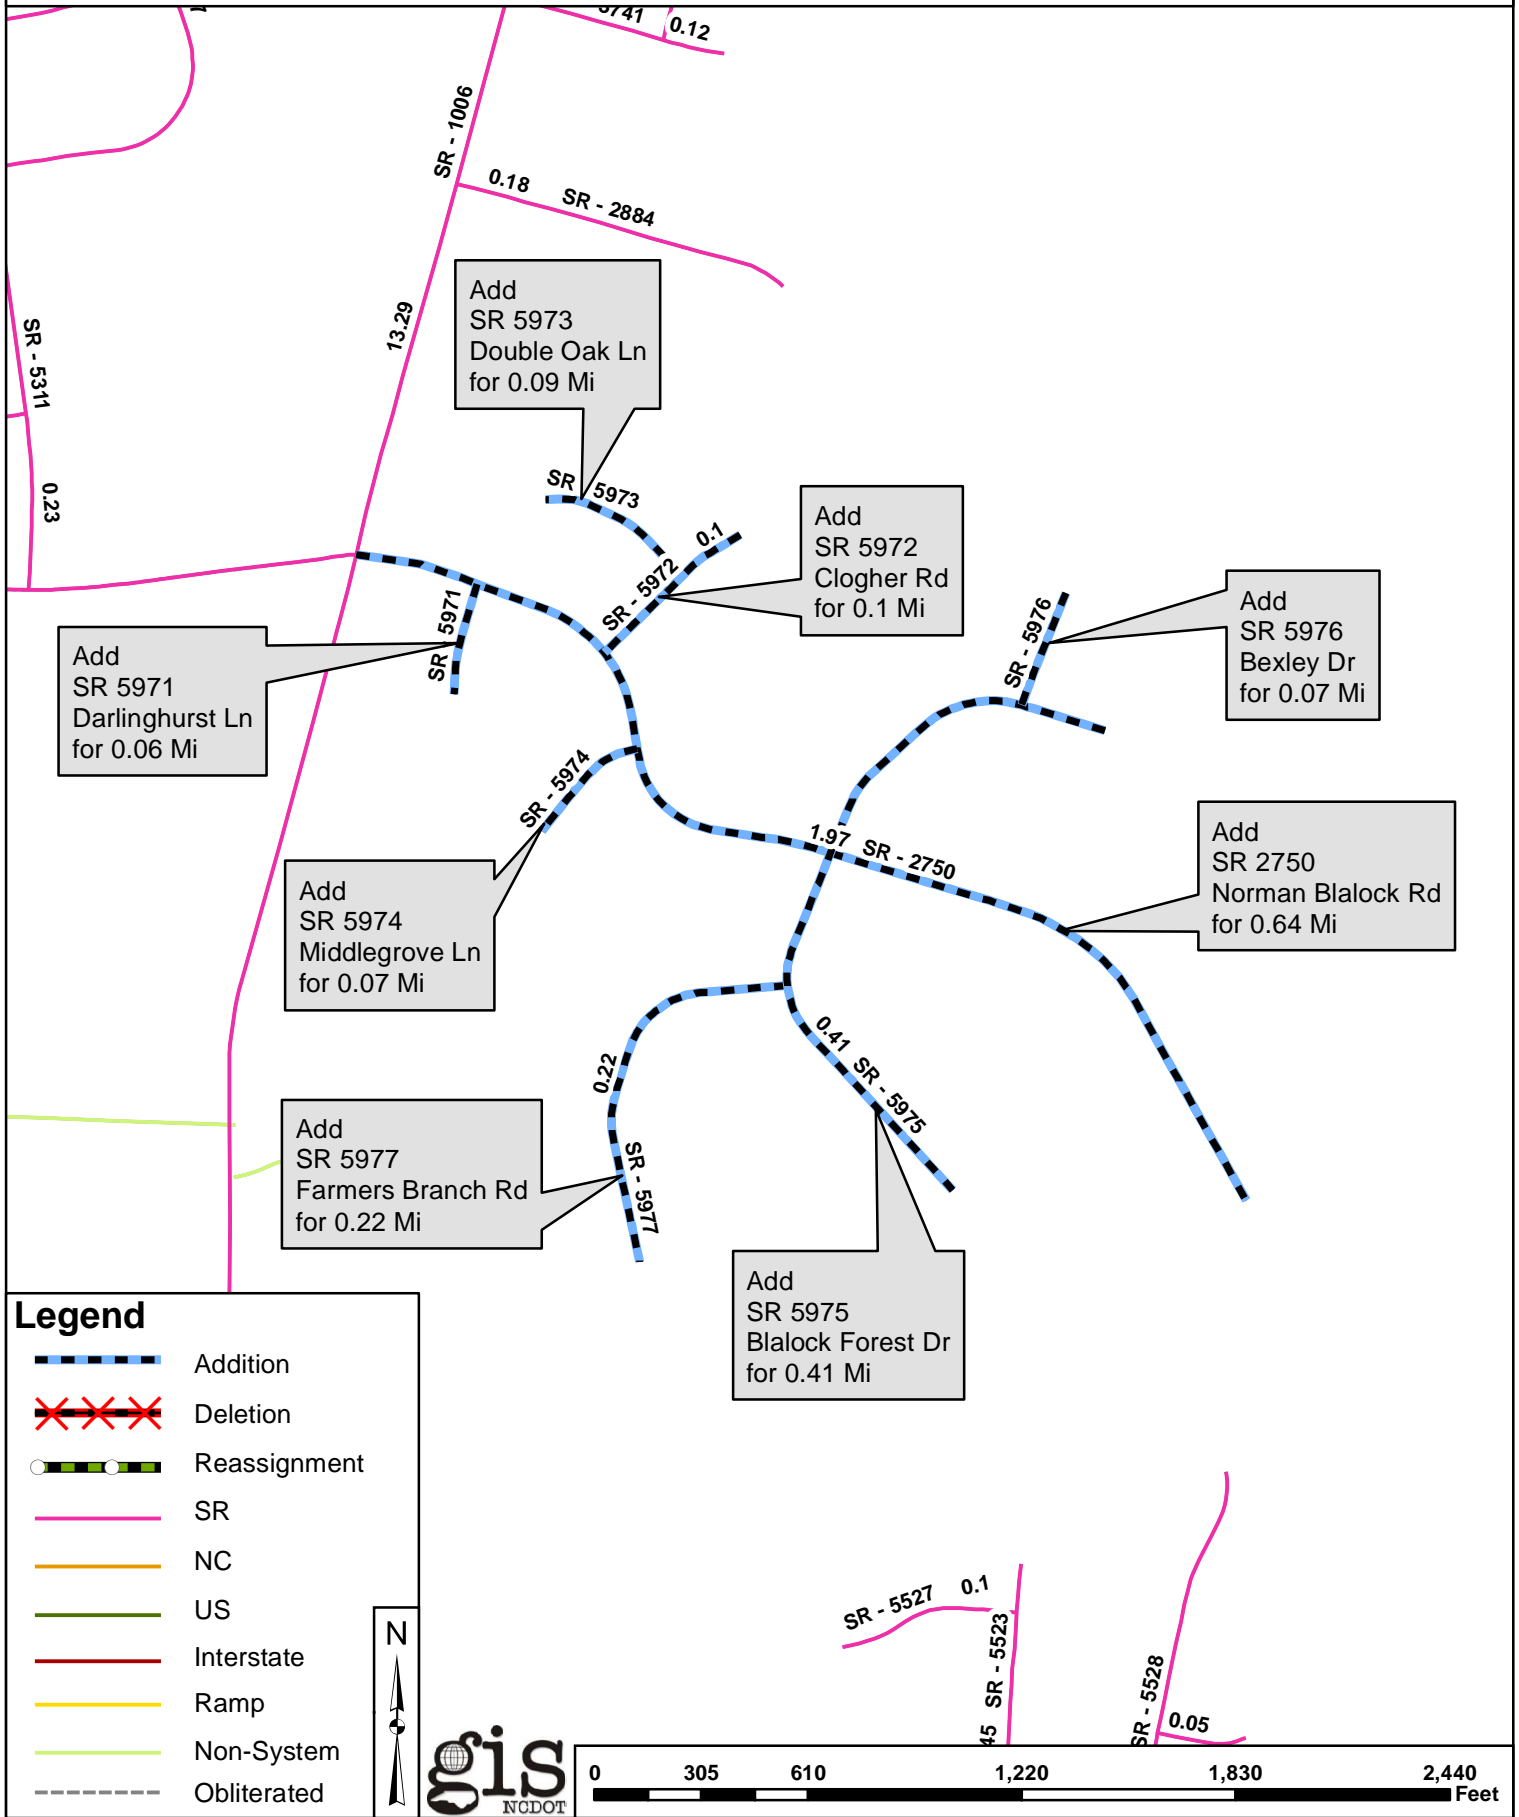 3741
0.12
SR - 1006
0.18
SR - 2884
13.29
SR - 5311
0.23
Add
SR 5973
Double Oak Ln
for 0.09 Mi
SR
5973
0.1
SR - 5972
Add
SR 5972
Clogher Rd
for 0.1 Mi
SR - 5971
Add
SR 5971
Darlinghurst Ln
for 0.06 Mi
SR - 5976
Add
SR 5976
Bexley Dr
for 0.07 Mi
SR - 5974
Add
SR 5974
Middlegrove Ln
for 0.07 Mi
1.97
SR - 2750
Add
SR 2750
Norman Blalock Rd
for 0.64 Mi
0.22
SR - 5977
Add
SR 5977
Farmers Branch Rd
for 0.22 Mi
0.41
SR - 5975
Add
SR 5975
Blalock Forest Dr
for 0.41 Mi
Legend
Addition
Deletion
Reassignment
SR
NC
US
Interstate
Ramp
Non-System
Obliterated
N
gis
NCDOT
SR - 5527
0.1
SR - 5523
45
SR - 5528
0.05
0 305 610 1,220 1,830 2,440
Feet